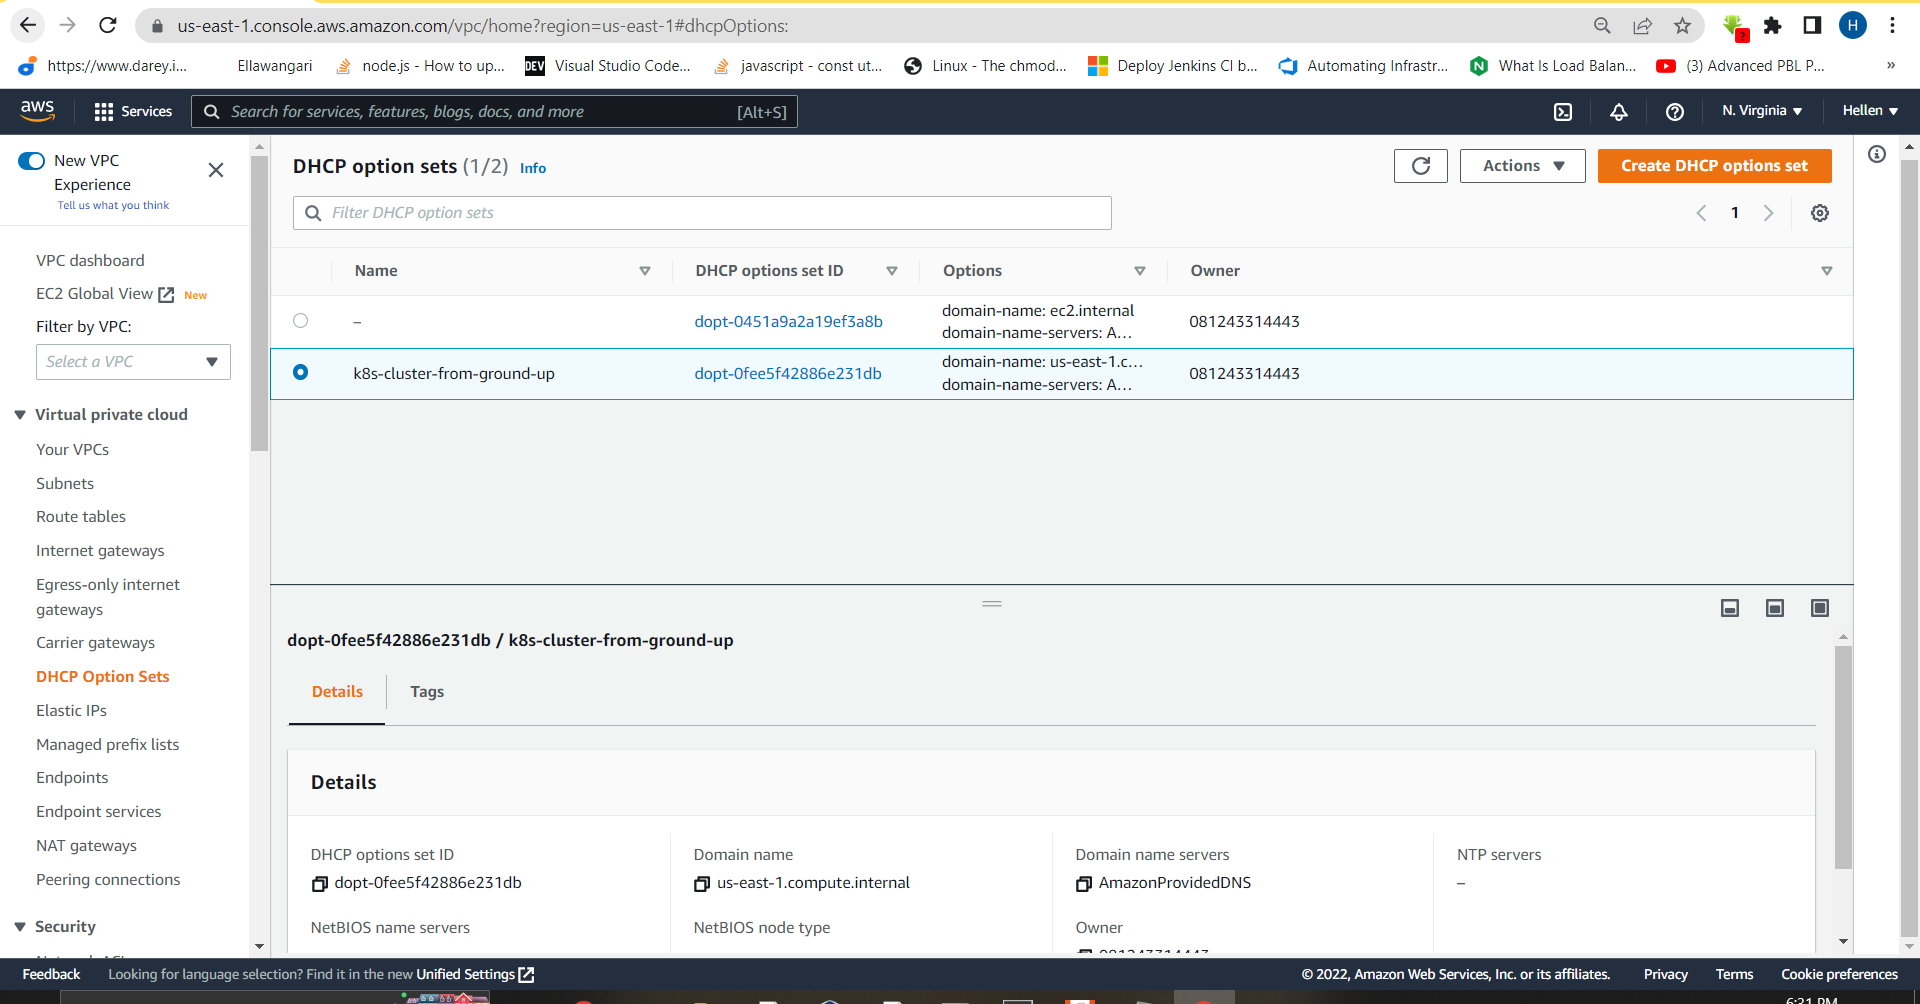 us-east-1.console.aws.amazon.com/vpc/home?region=us-east-1#dhcpOptions:
?
H
https://www.darey.i...
Ellawangari
node.js - How to up...
DEV
Visual Studio Code...
javascript - const ut...
Linux - The chmod...
Deploy Jenkins CI b...
Automating Infrastr...
N
What Is Load Balan...
(3) Advanced PBL P...
»
aws
Services
Search for services, features, blogs, docs, and more
[Alt+S]
N. Virginia
Hellen
New VPC
Experience
Tell us what you think
VPC dashboard
EC2 Global View
New
Filter by VPC:
Select a VPC
Virtual private cloud
Your VPCs
Subnets
Route tables
Internet gateways
Egress-only internet
gateways
Carrier gateways
DHCP Option Sets
Elastic IPs
Managed prefix lists
Endpoints
Endpoint services
NAT gateways
Peering connections
Security
DHCP option sets (1/2) Info
Actions
Create DHCP options set
Filter DHCP option sets
1
Name
DHCP options set ID
Options
Owner
–
dopt-0451a9a2a19ef3a8b
domain-name: ec2.internal
domain-name-servers: A...
081243314443
k8s-cluster-from-ground-up
dopt-0fee5f42886e231db
domain-name: us-east-1.c...
domain-name-servers: A...
081243314443
dopt-0fee5f42886e231db / k8s-cluster-from-ground-up
Details
Tags
Details
DHCP options set ID
dopt-0fee5f42886e231db
Domain name
us-east-1.compute.internal
Domain name servers
AmazonProvidedDNS
NTP servers
–
NetBIOS name servers
NetBIOS node type
Owner
Feedback
Looking for language selection? Find it in the new Unified Settings
© 2022, Amazon Web Services, Inc. or its affiliates.
Privacy
Terms
Cookie preferences